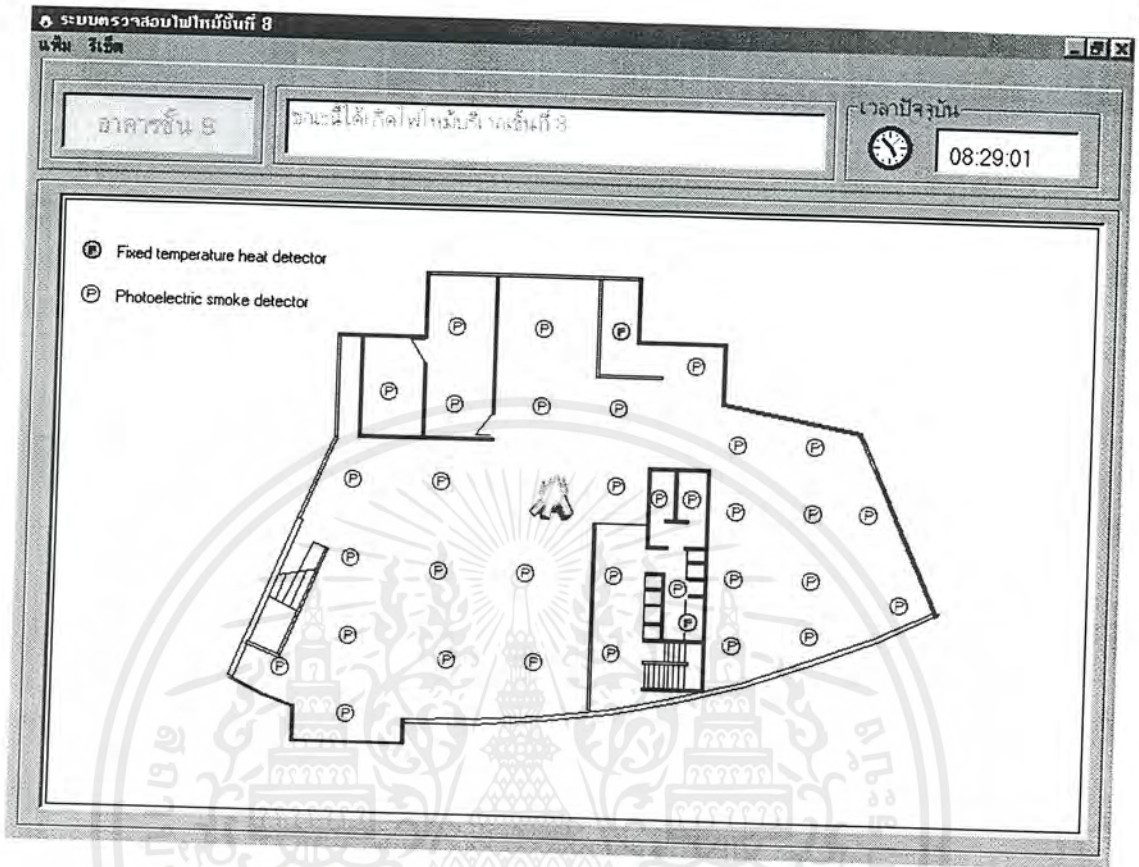 ระบบตรวจสอบไฟไหม้ชั้นที่ 8
แฟ้ม รีเซ็ต
อาคารชั้น 8
ขณะนี้ได้เกิดไฟไหม้บริเวณชั้นที่ 8
เวลาปัจจุบัน
08:29:01
F Fixed temperature heat detector
P Photoelectric smoke detector
P P F
P
P P P P
P P
P P P P P P P P
P P P P P P P
P F P P
P P P P P
P